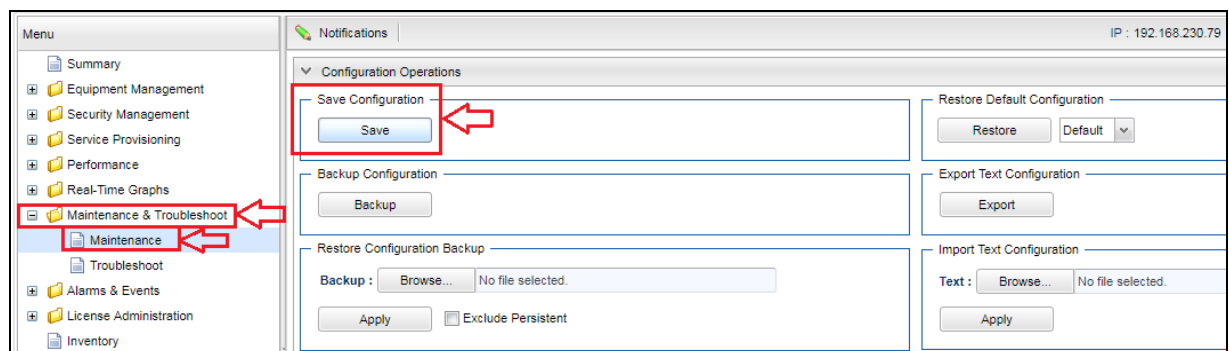 Menu
Summary
Equipment Management
Security Management
Service Provisioning
Performance
Real-Time Graphs
Maintenance & Troubleshoot
Maintenance
Troubleshoot
Alarms & Events
License Administration
Inventory
Notifications
IP : 192.168.230.79
Configuration Operations
Save Configuration
Save
Restore Default Configuration
Restore
Default
Backup Configuration
Backup
Export Text Configuration
Export
Restore Configuration Backup
Backup : Browse... No file selected.
Apply Exclude Persistent
Import Text Configuration
Text : Browse... No file selected.
Apply